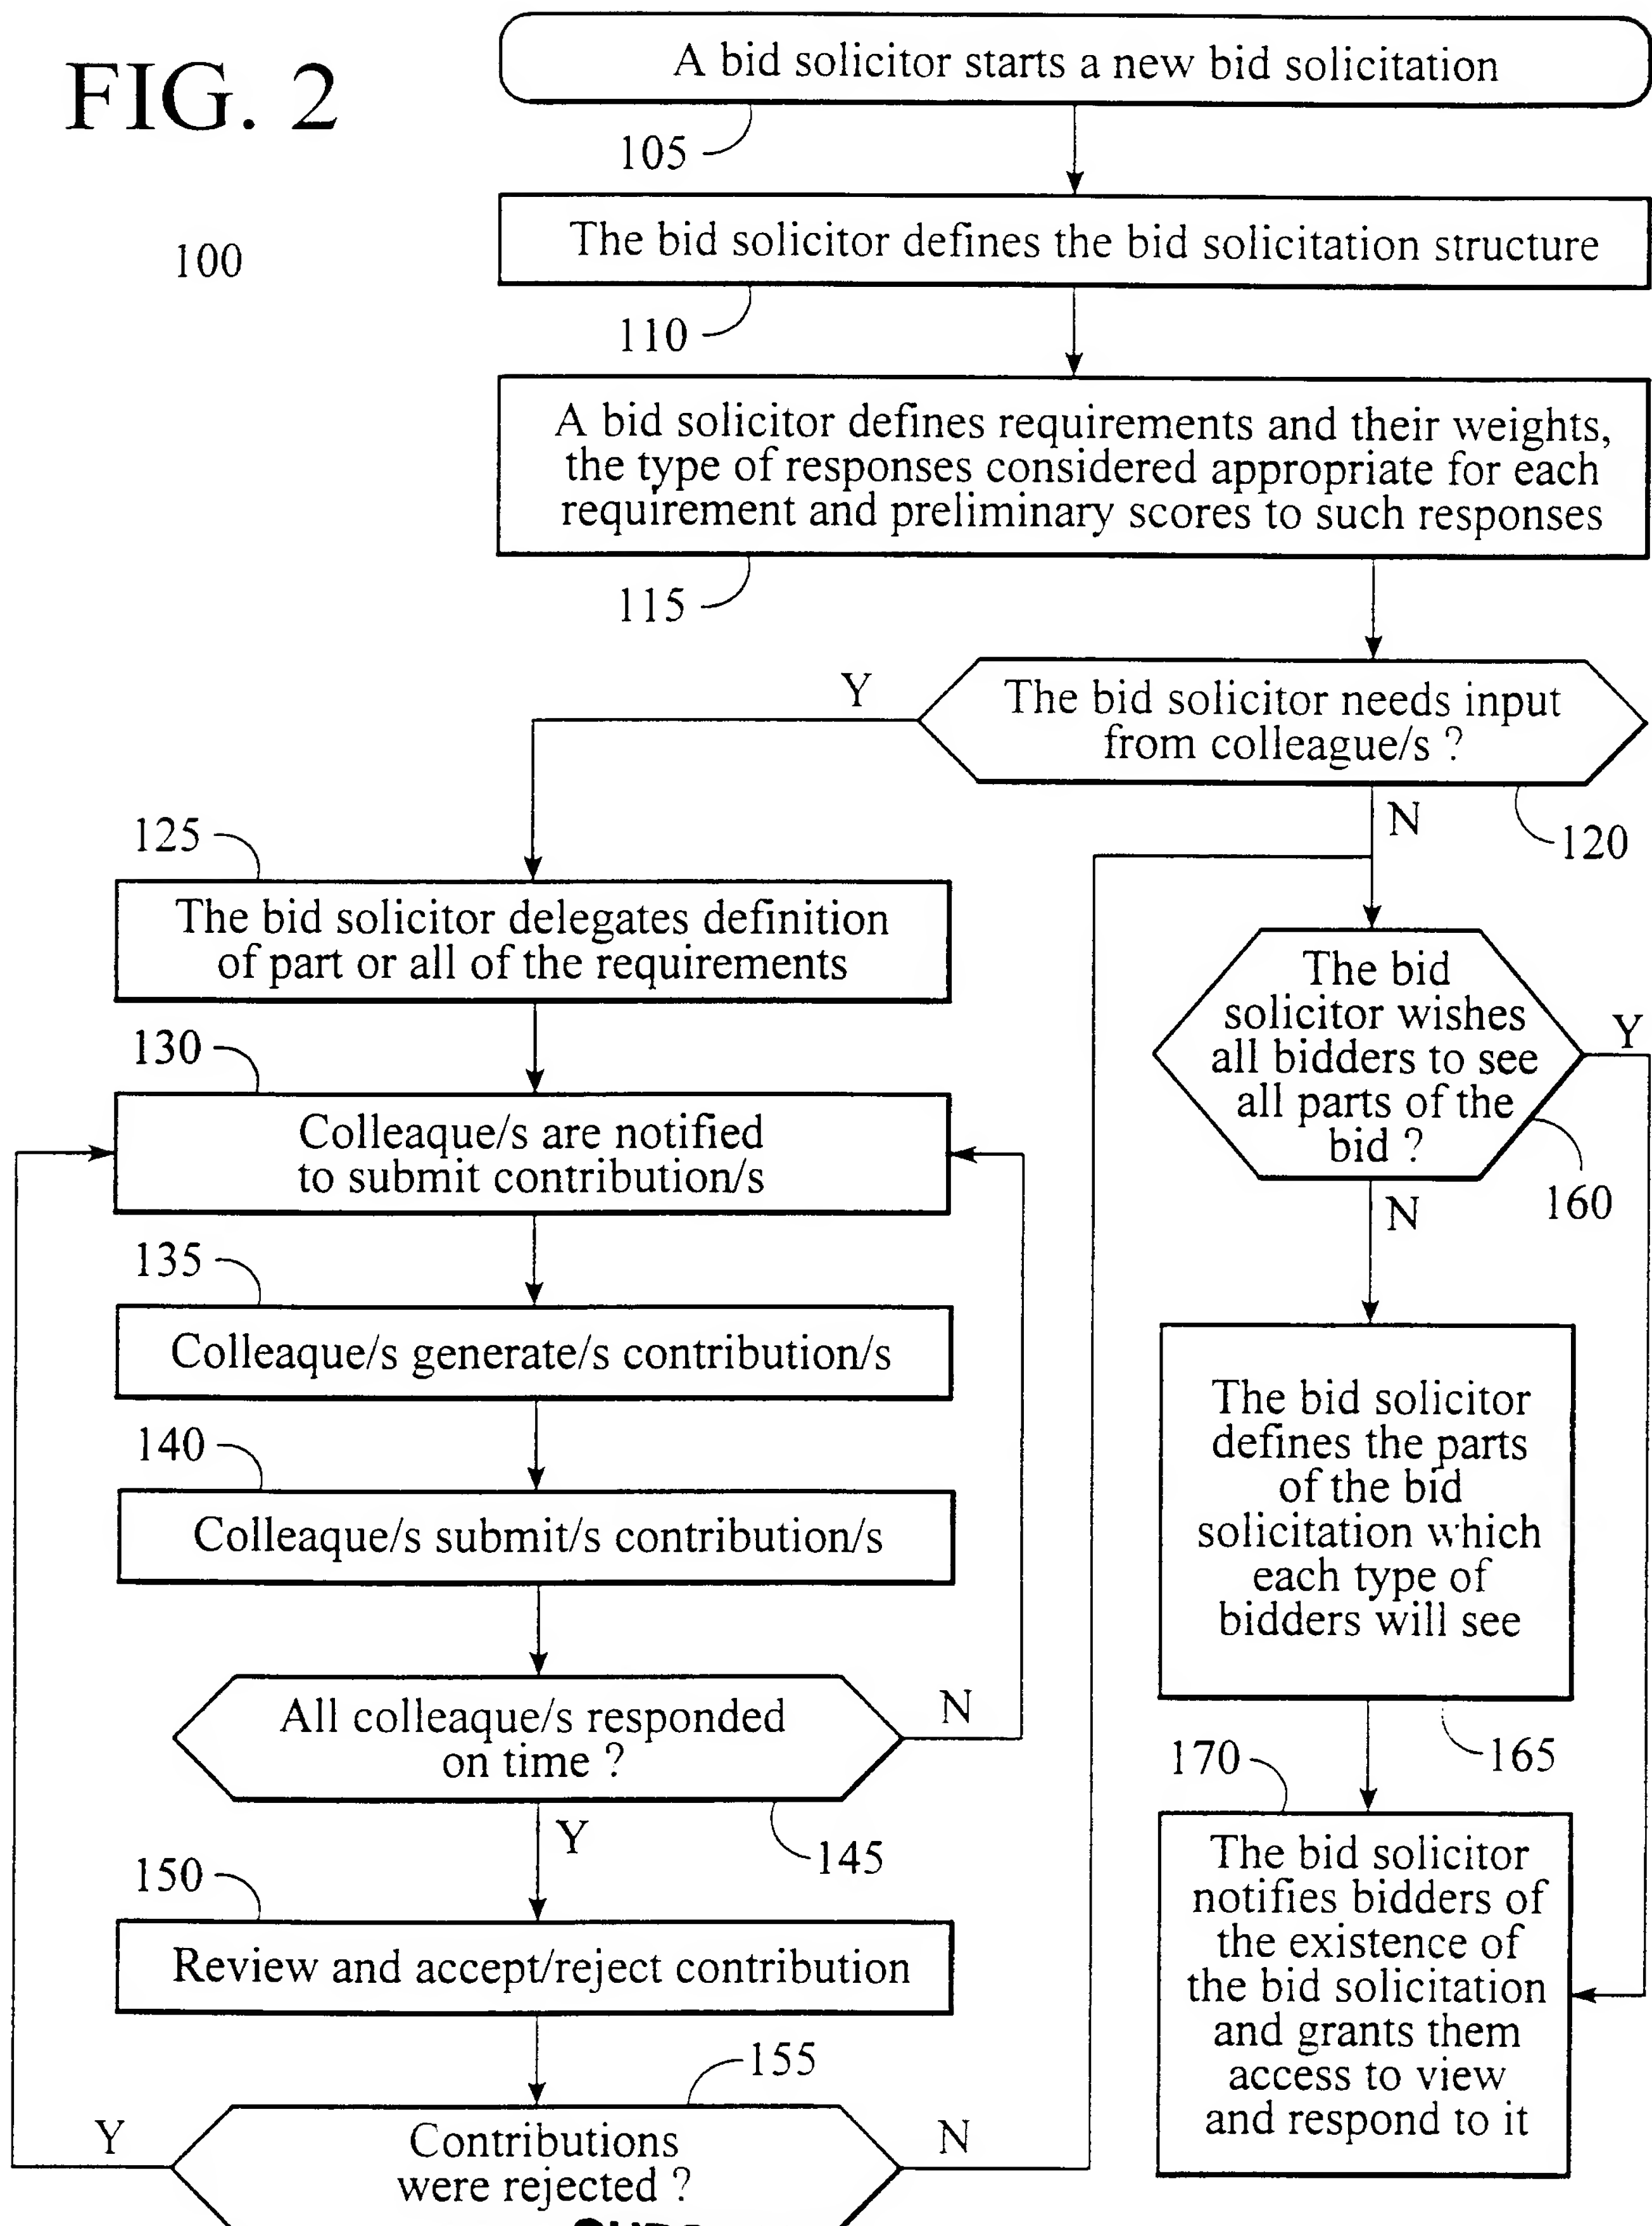 FIG. 2
100
A bid solicitor starts a new bid solicitation
105
The bid solicitor defines the bid solicitation structure
110
A bid solicitor defines requirements and their weights,
the type of responses considered appropriate for each
requirement and preliminary scores to such responses
115
The bid solicitor needs input
from colleague/s ?
120
Y
N
125
The bid solicitor delegates definition
of part or all of the requirements
130
Colleaque/s are notified
to submit contribution/s
135
Colleaque/s generate/s contribution/s
140
Colleaque/s submit/s contribution/s
All colleaque/s responded
on time ?
N
Y
145
150
Review and accept/reject contribution
155
Contributions
were rejected ?
Y
N
The bid
solicitor wishes
all bidders to see
all parts of the
bid ?
Y
160
N
The bid solicitor
defines the parts
of the bid
solicitation which
each type of
bidders will see
165
170
The bid solicitor
notifies bidders of
the existence of
the bid solicitation
and grants them
access to view
and respond to it